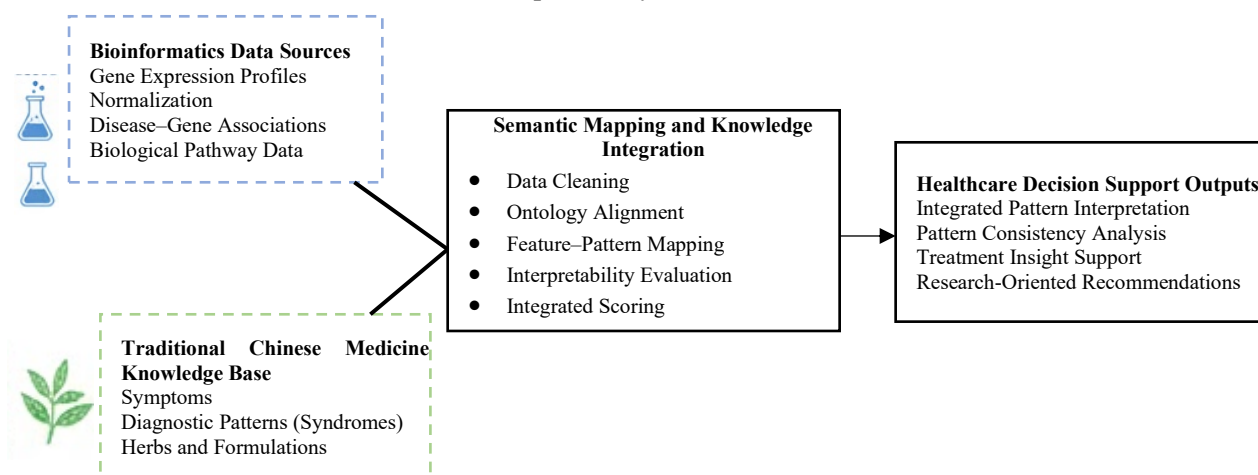 Bioinformatics Data Sources
Gene Expression Profiles
Normalization
Disease–Gene Associations
Biological Pathway Data
Traditional Chinese Medicine
Knowledge Base
Symptoms
Diagnostic Patterns (Syndromes)
Herbs and Formulations
Semantic Mapping and Knowledge
Integration
● Data Cleaning
● Ontology Alignment
● Feature–Pattern Mapping
● Interpretability Evaluation
● Integrated Scoring
Healthcare Decision Support Outputs
Integrated Pattern Interpretation
Pattern Consistency Analysis
Treatment Insight Support
Research-Oriented Recommendations